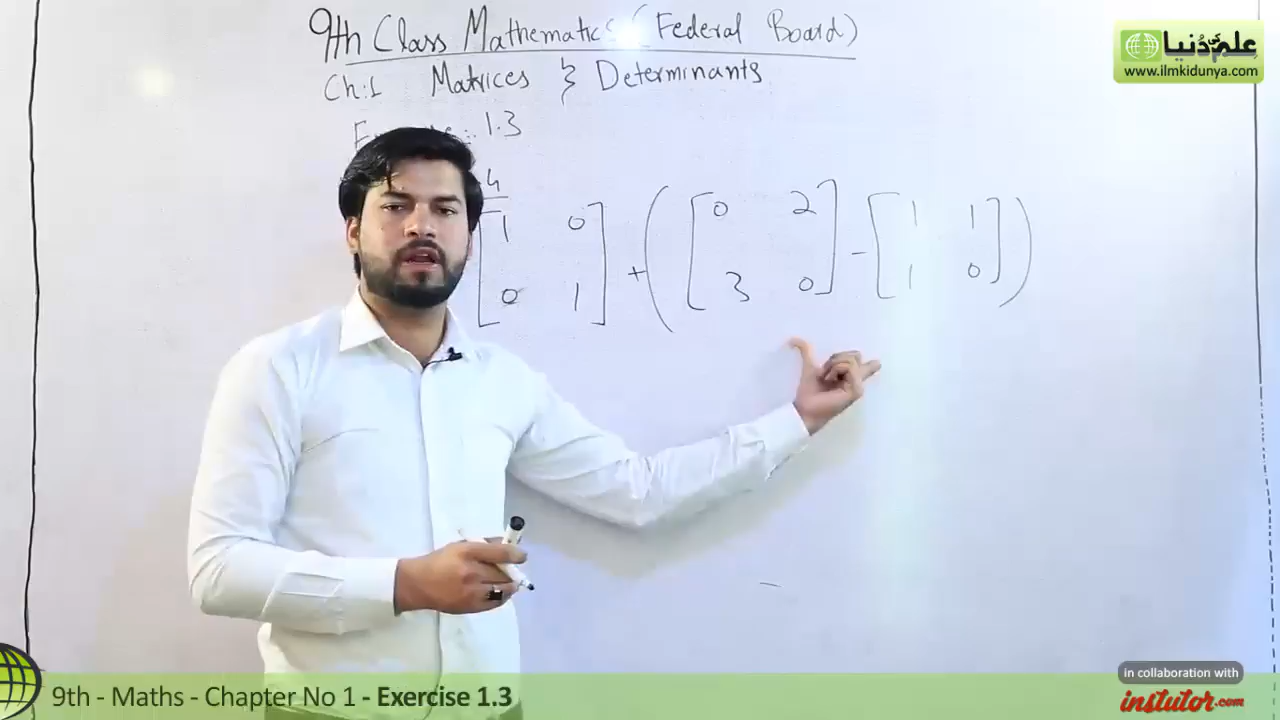 9th Class Mathematics (Federal Board)
Ch:1 Matrices & Determinants
1.3
4
[1 0] + ([0 2] - [1 1])
[0 1] [3 0] [1 0]
علم کی دُنیا
www.ilmkidunya.com
9th - Maths - Chapter No 1 - Exercise 1.3
in collaboration with
instutor.com